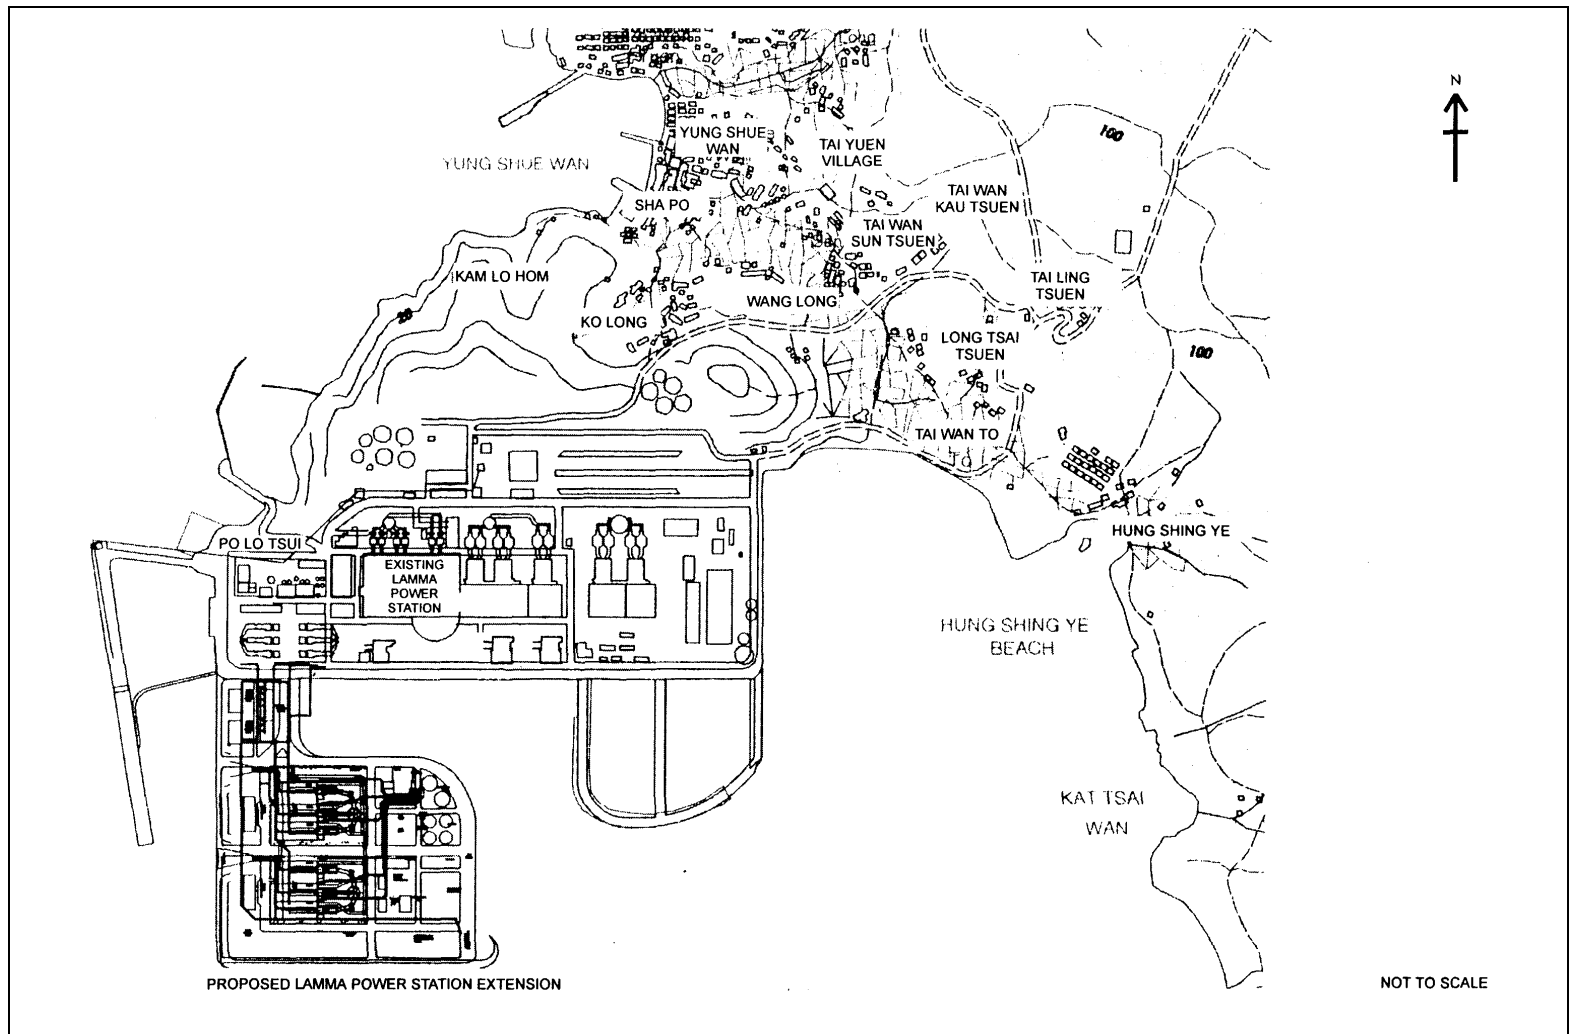 N
100
YUNG SHUE
WAN
TAI YUEN
VILLAGE
YUNG SHUE WAN
TAI WAN
KAU TSUEN
SHA PO
TAI WAN
SUN TSUEN
KAM LO HOM
TAI LING
TSUEN
WANG LONG
KO LONG
LONG TSAI
TSUEN
100
TAI WAN TO
HUNG SHING YE
PO LO TSUI
EXISTING
LAMMA
POWER
STATION
HUNG SHING YE
BEACH
KAT TSAI
WAN
PROPOSED LAMMA POWER STATION EXTENSION
NOT TO SCALE